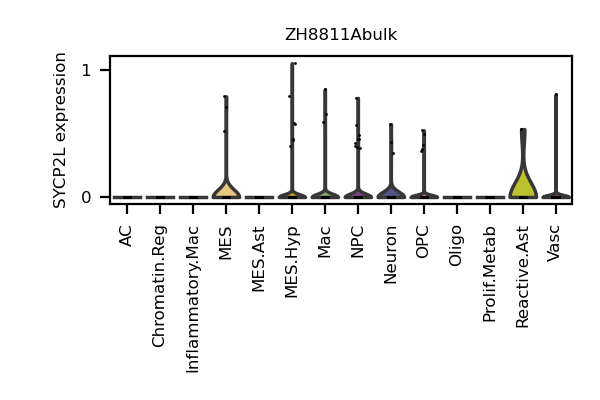 ZH8811Abulk
SYCP2L expression
1
0
AC
Chromatin.Reg
Inflammatory.Mac
MES
MES.Ast
MES.Hyp
Mac
NPC
Neuron
OPC
Oligo
Prolif.Metab
Reactive.Ast
Vasc